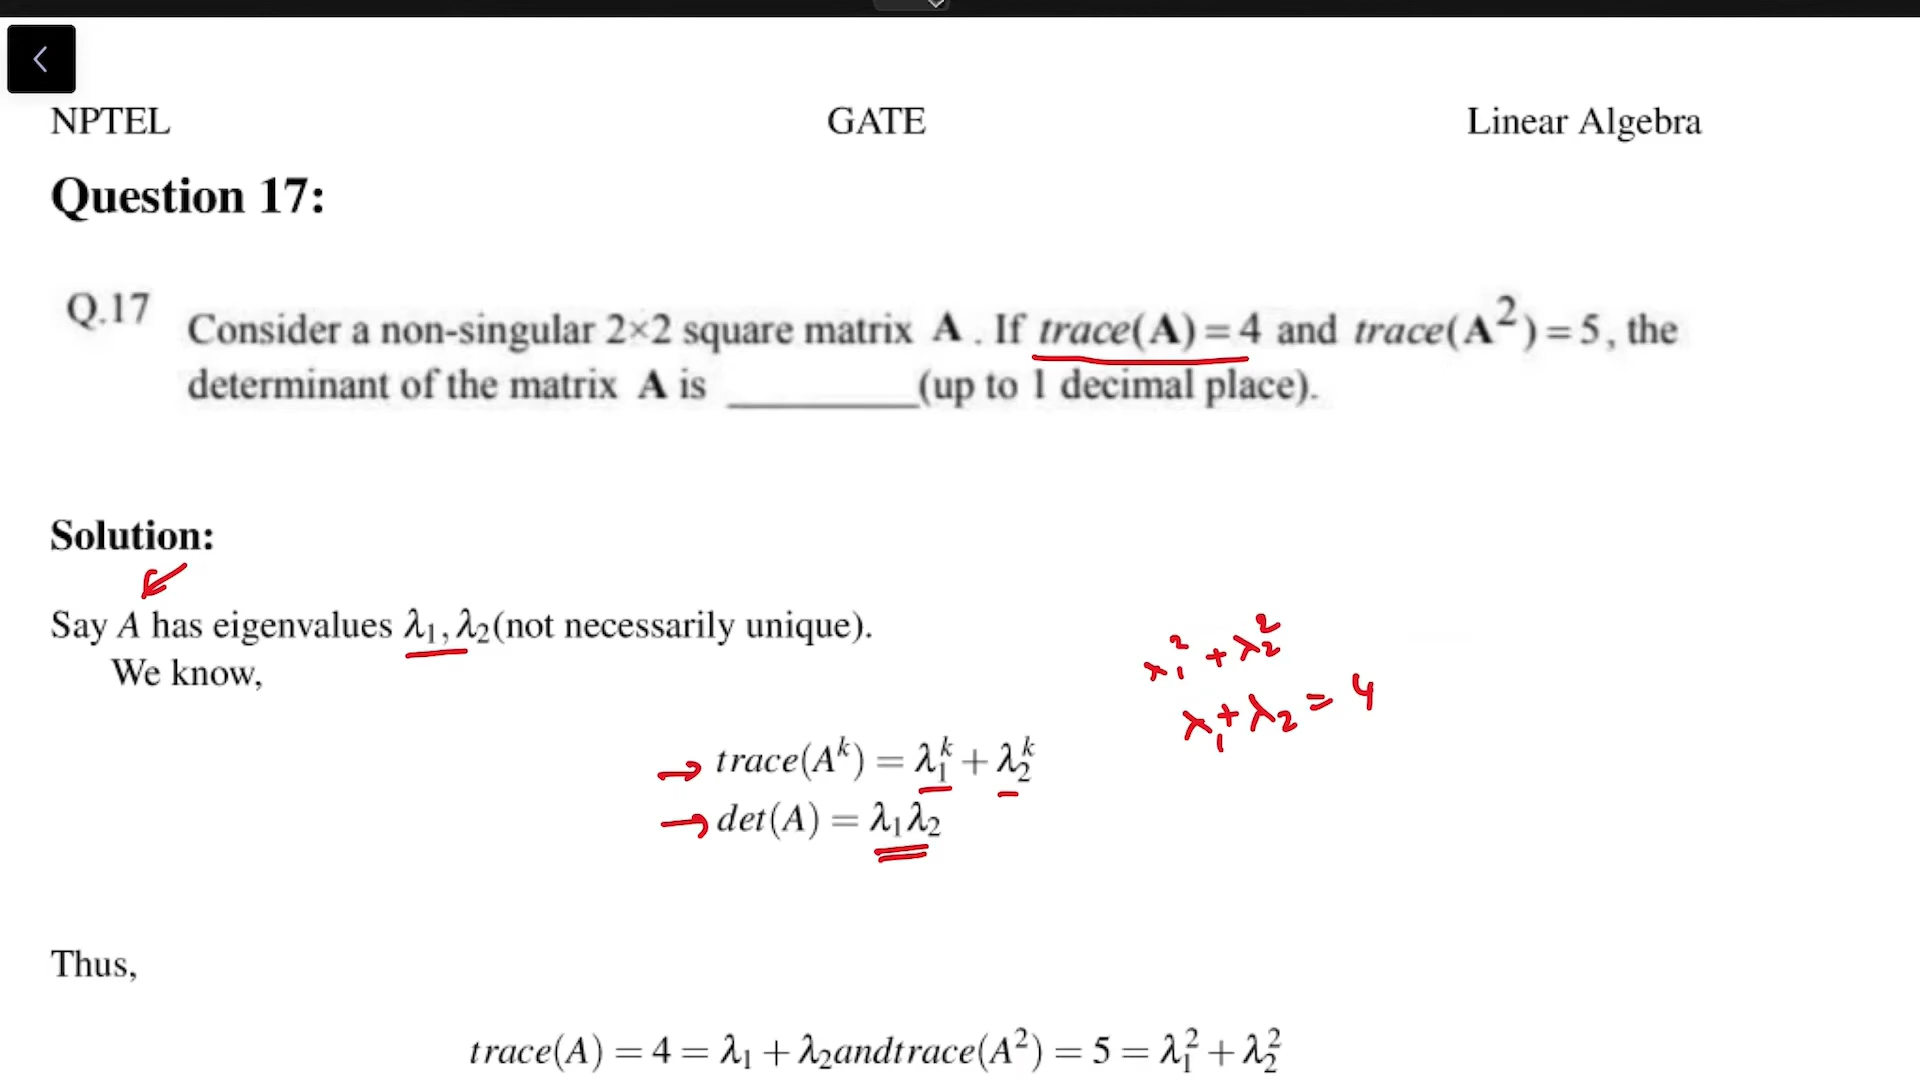 NPTEL GATE Linear Algebra
Question 17:
Q.17 Consider a non-singular 2×2 square matrix A . If trace(A)=4 and trace(A²)=5, the
determinant of the matrix A is ________(up to 1 decimal place).
Solution:
Say A has eigenvalues λ₁, λ₂(not necessarily unique).
We know,
λ₁² + λ₂²
λ₁ + λ₂ = 4
→ trace(Aᵏ) = λ₁ᵏ + λ₂ᵏ
→ det(A) = λ₁λ₂
Thus,
trace(A) = 4 = λ₁ + λ₂andtrace(A²) = 5 = λ₁² + λ₂²